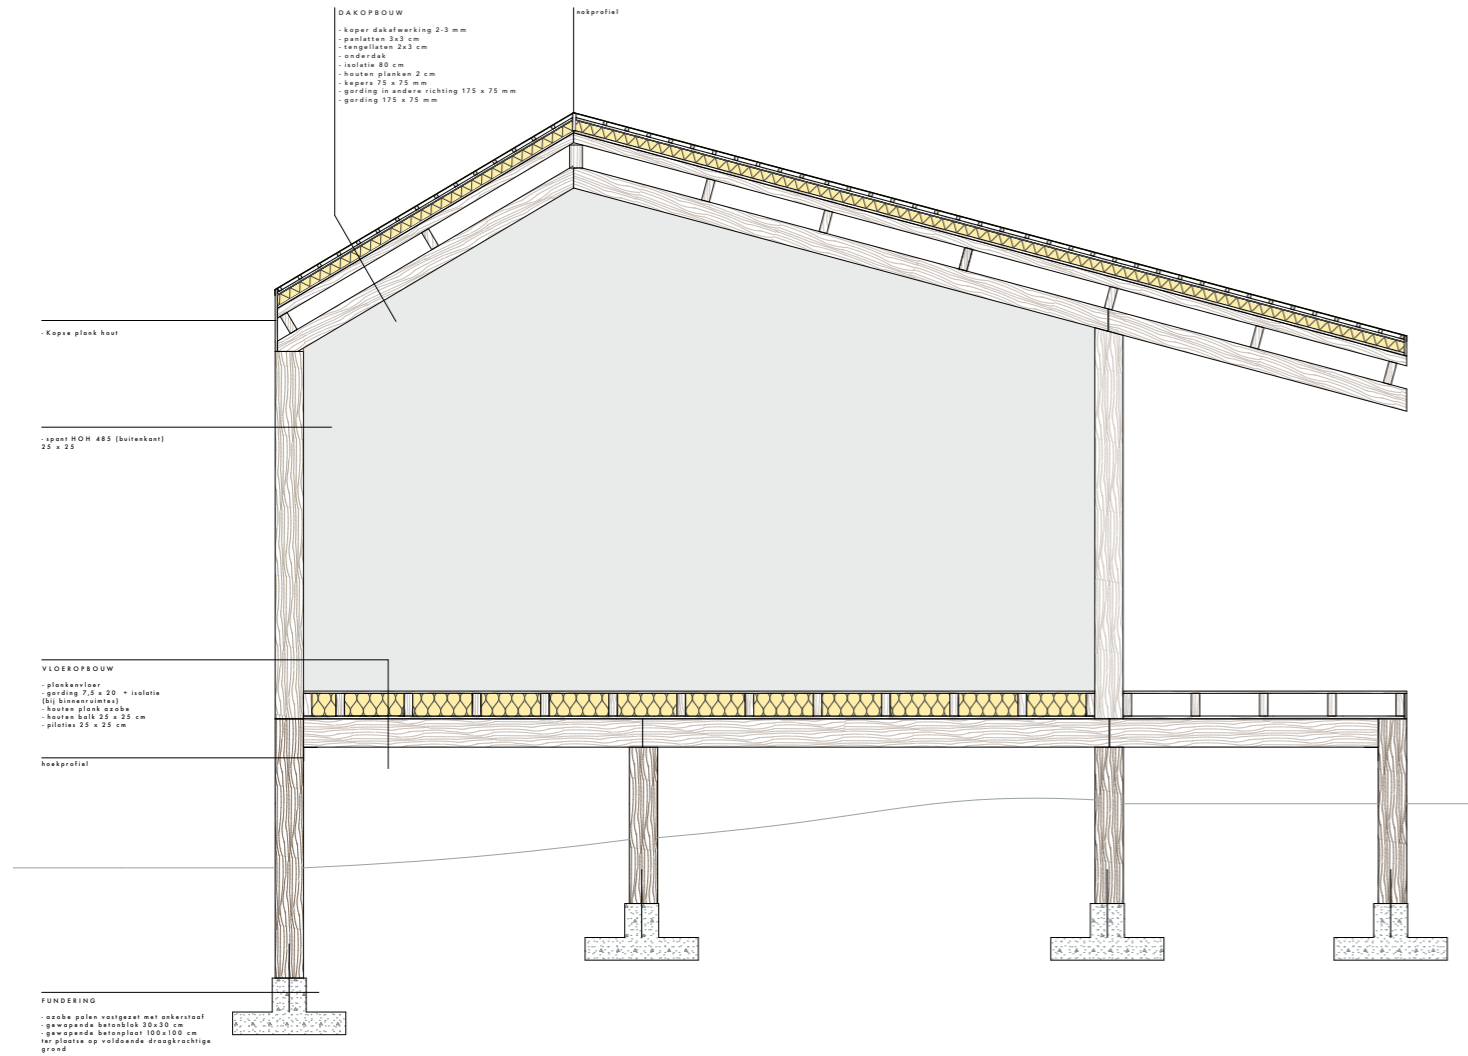 DAKOPBOUW
- koper dakafwerking 2-3 mm
- panlatten 3x3 cm
- tengellaten 2x3 cm
- onderdak
- isolatie 80 cm
- houten planken 2 cm
- kepers 75 x 75 mm
- gording in andere richting 175 x 75 mm
- gording 175 x 75 mm
nokprofiel
- Kopse plank hout
- spant HOH 485 (buitenkant)
25 x 25
VLOEROPBOUW
- plankenvloer
- gording 7,5 x 20 + isolatie
(bij binnenruimtes)
- houten plank azobe
- houten balk 25 x 25 cm
- piloties 25 x 25 cm
hoekprofiel
FUNDERING
- azobe palen vastgezet met ankerstaaf
- gewapende betonblok 30x30 cm
- gewapende betonplaat 100x100 cm
ter plaatse op voldoende draagkrachtige
grond